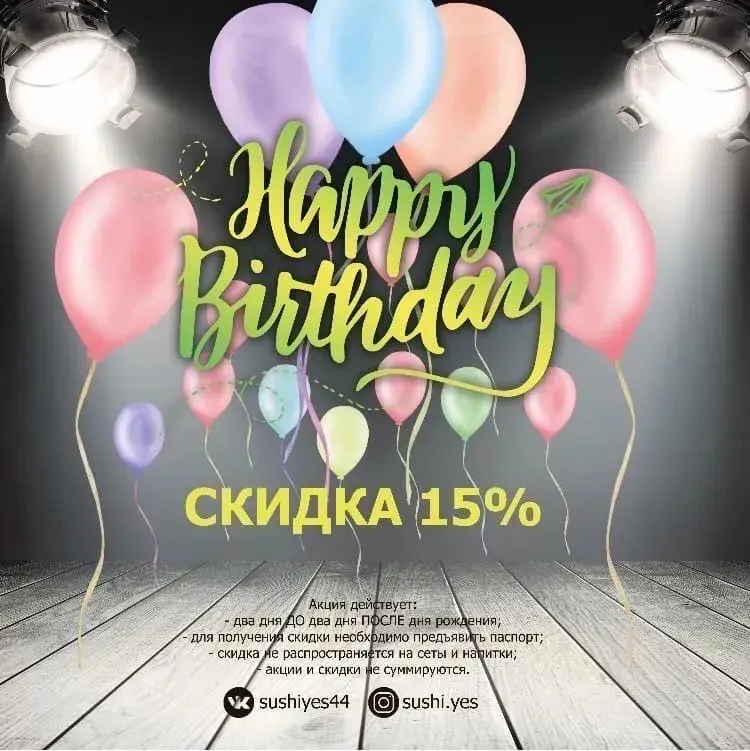 Happy
Birthday
СКИДКА 15%
Акция действует:
- два дня ДО два дня ПОСЛЕ дня рождения;
- для получения скидки необходимо предъявить паспорт;
- скидка не распространяется на сеты и напитки;
- акции и скидки не суммируются.
sushiyes44 sushi.yes